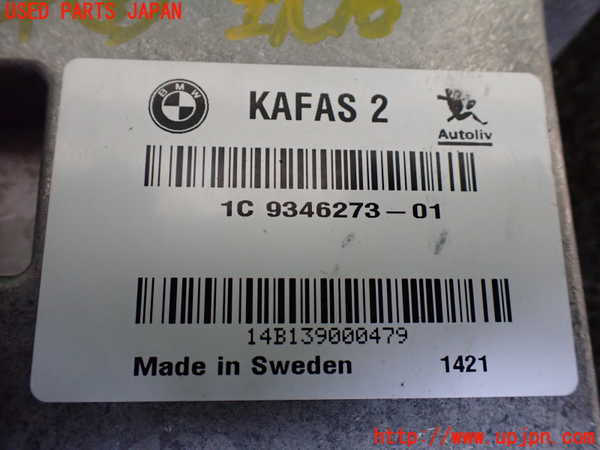 USED PARTS JAPAN
BMW
KAFAS 2
Autoliv
1C 9346273-01
14B139000479
Made in Sweden 1421
http://www.upjpn.com